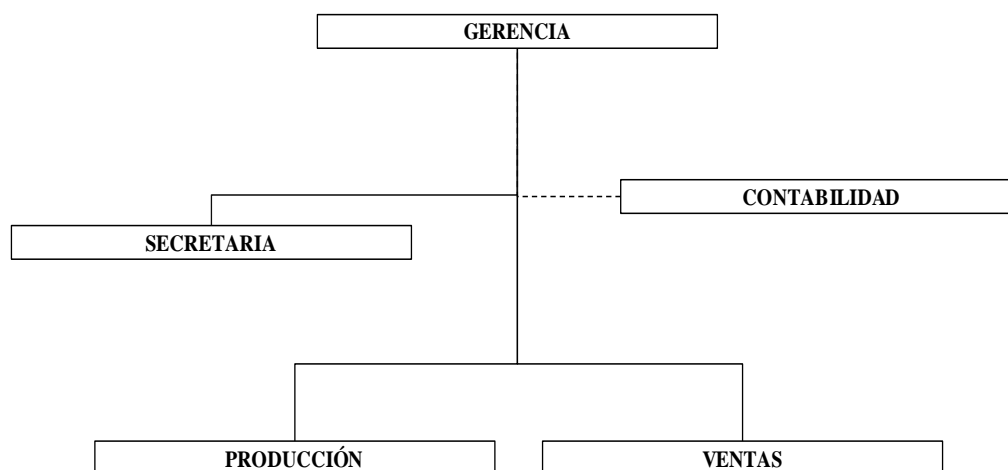 GERENCIA
CONTABILIDAD
SECRETARIA
PRODUCCIÓN
VENTAS